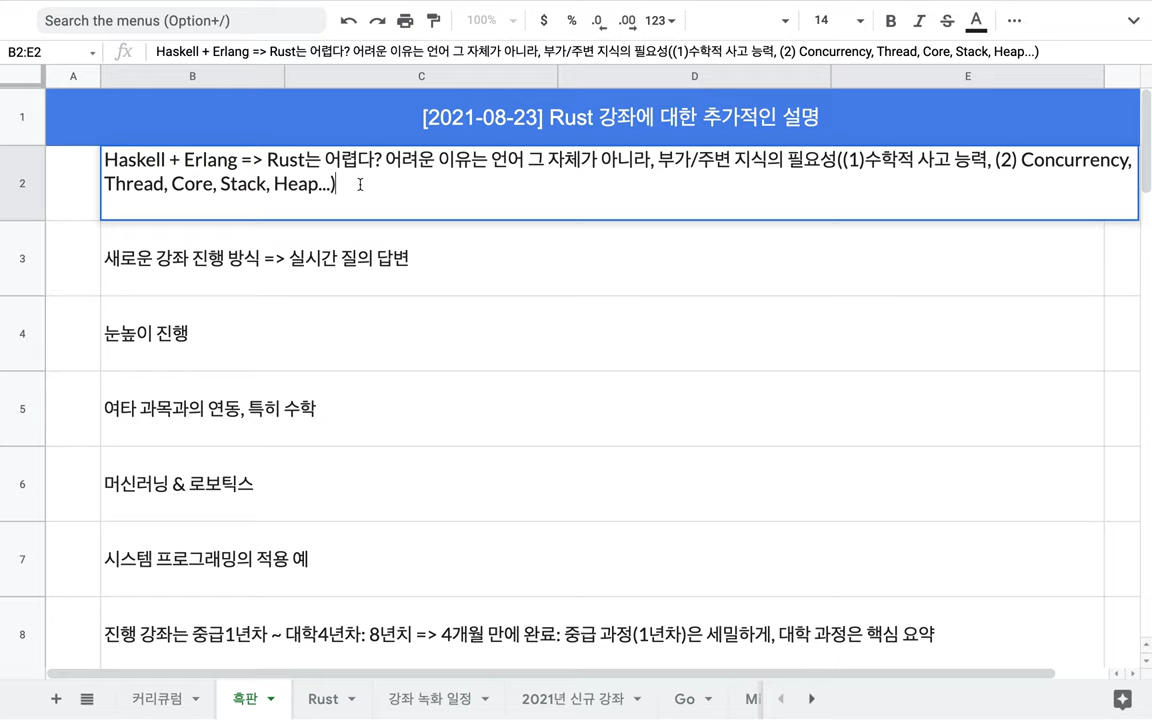 Search the menus (Option+/)
100%
$ % .0 .00 123
14
B I S A
B2:E2
fx
Haskell + Erlang => Rust는 어렵다? 어려운 이유는 언어 그 자체가 아니라, 부가/주변 지식의 필요성((1)수학적 사고 능력, (2) Concurrency, Thread, Core, Stack, Heap...)
A B C D E
1 [2021-08-23] Rust 강좌에 대한 추가적인 설명
Haskell + Erlang => Rust는 어렵다? 어려운 이유는 언어 그 자체가 아니라, 부가/주변 지식의 필요성((1)수학적 사고 능력, (2) Concurrency,
2 Thread, Core, Stack, Heap...)
3 새로운 강좌 진행 방식 => 실시간 질의 답변
4 눈높이 진행
5 여타 과목과의 연동, 특히 수학
6 머신러닝 & 로보틱스
7 시스템 프로그래밍의 적용 예
8 진행 강좌는 중급1년차 ~ 대학4년차: 8년치 => 4개월 만에 완료: 중급 과정(1년차)은 세밀하게, 대학 과정은 핵심 요약
커리큘럼 흑판 Rust 강좌 녹화 일정 2021년 신규 강좌 Go